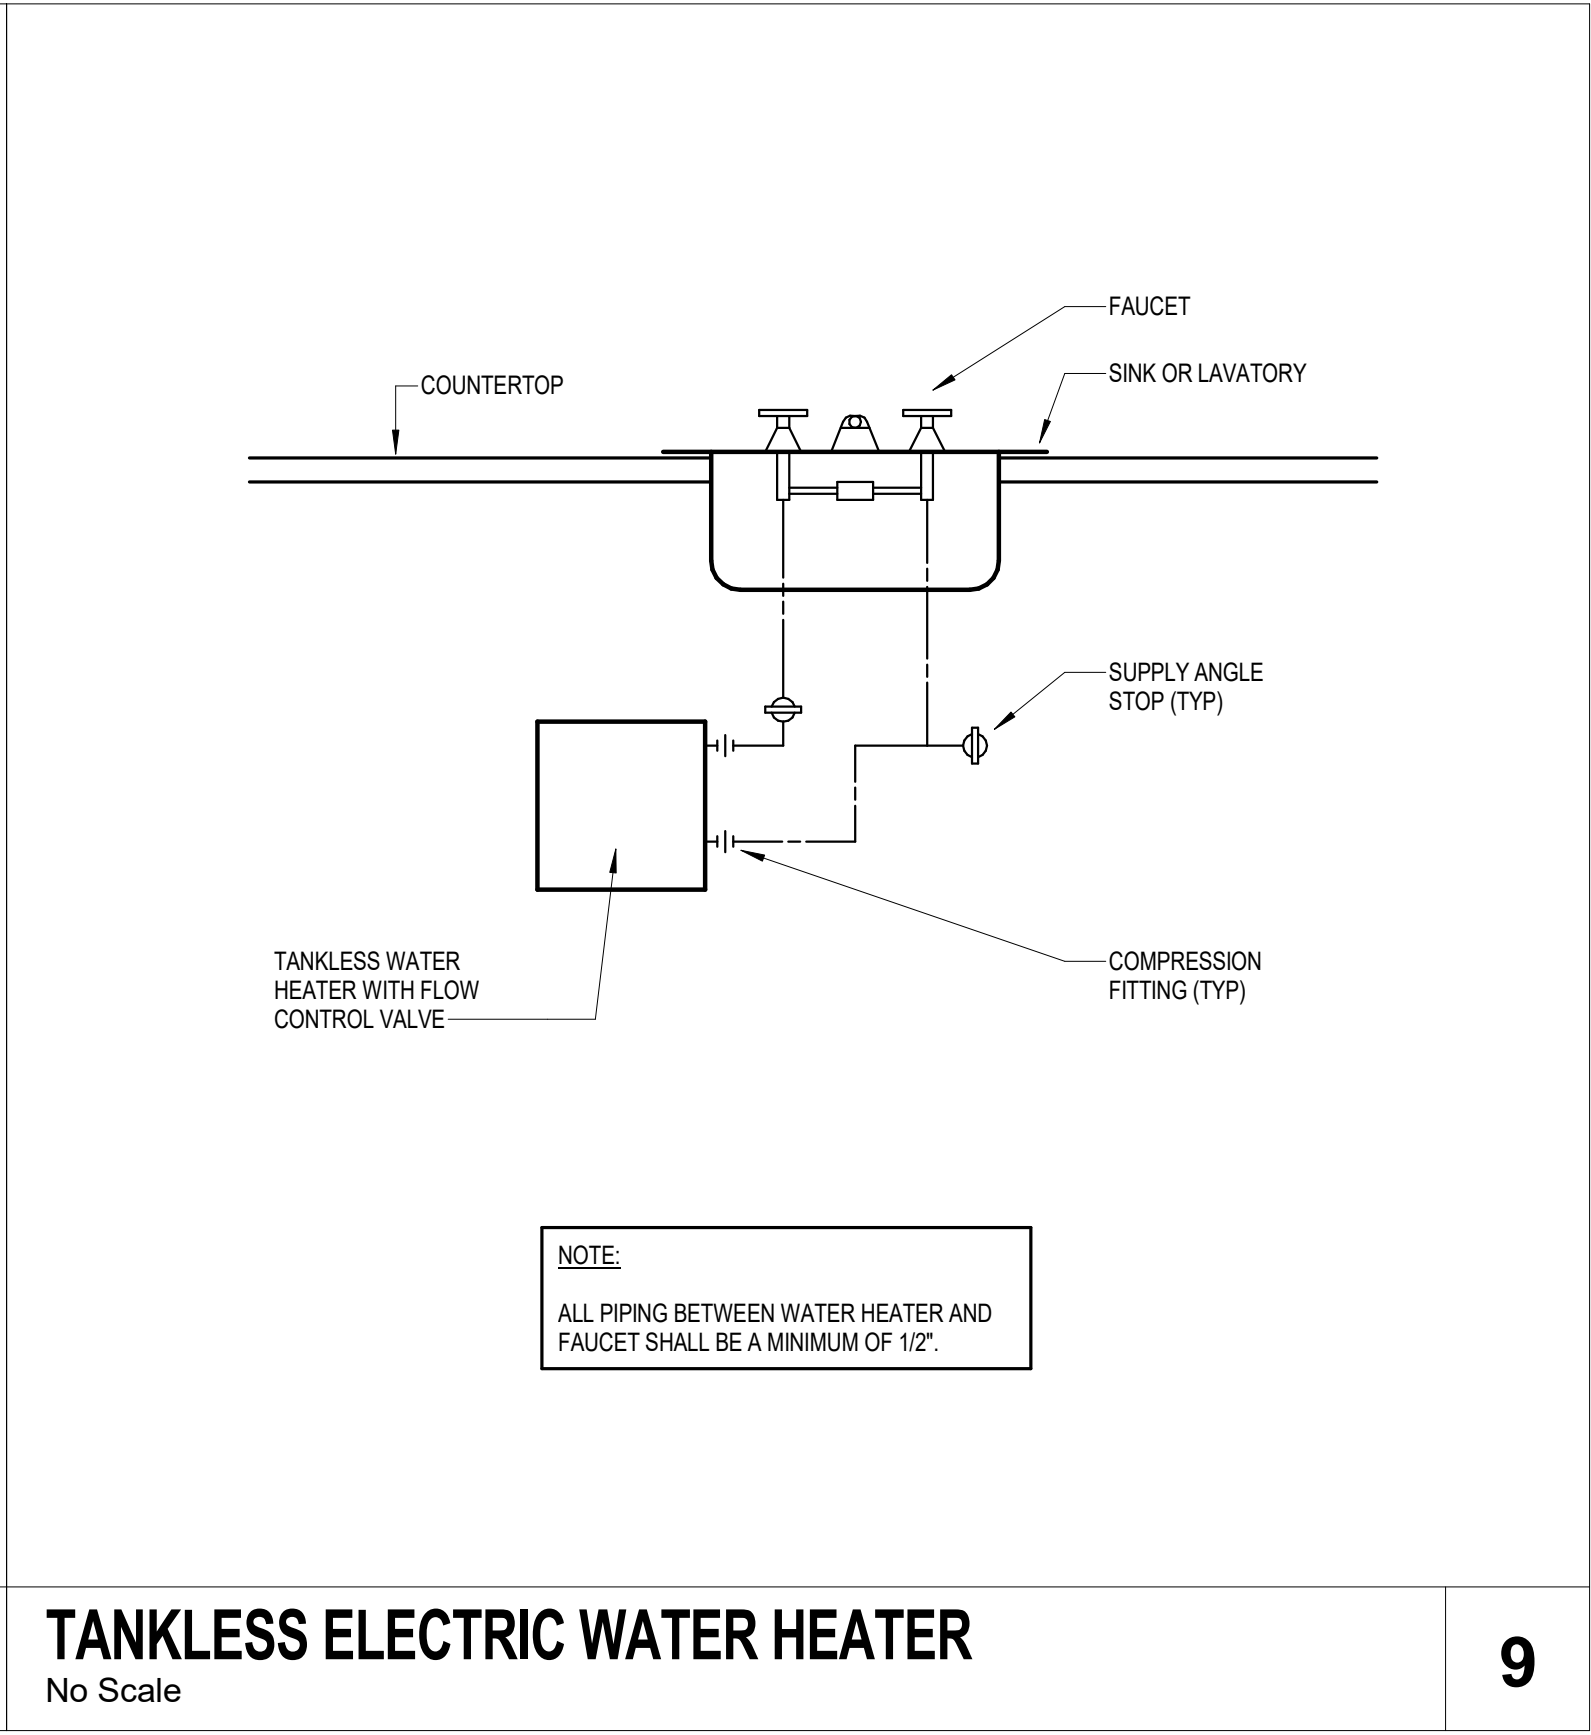 FAUCET
SINK OR LAVATORY
COUNTERTOP
SUPPLY ANGLE
STOP (TYP)
TANKLESS WATER
HEATER WITH FLOW
CONTROL VALVE
COMPRESSION
FITTING (TYP)
NOTE:
ALL PIPING BETWEEN WATER HEATER AND
FAUCET SHALL BE A MINIMUM OF 1/2".
TANKLESS ELECTRIC WATER HEATER
No Scale
9